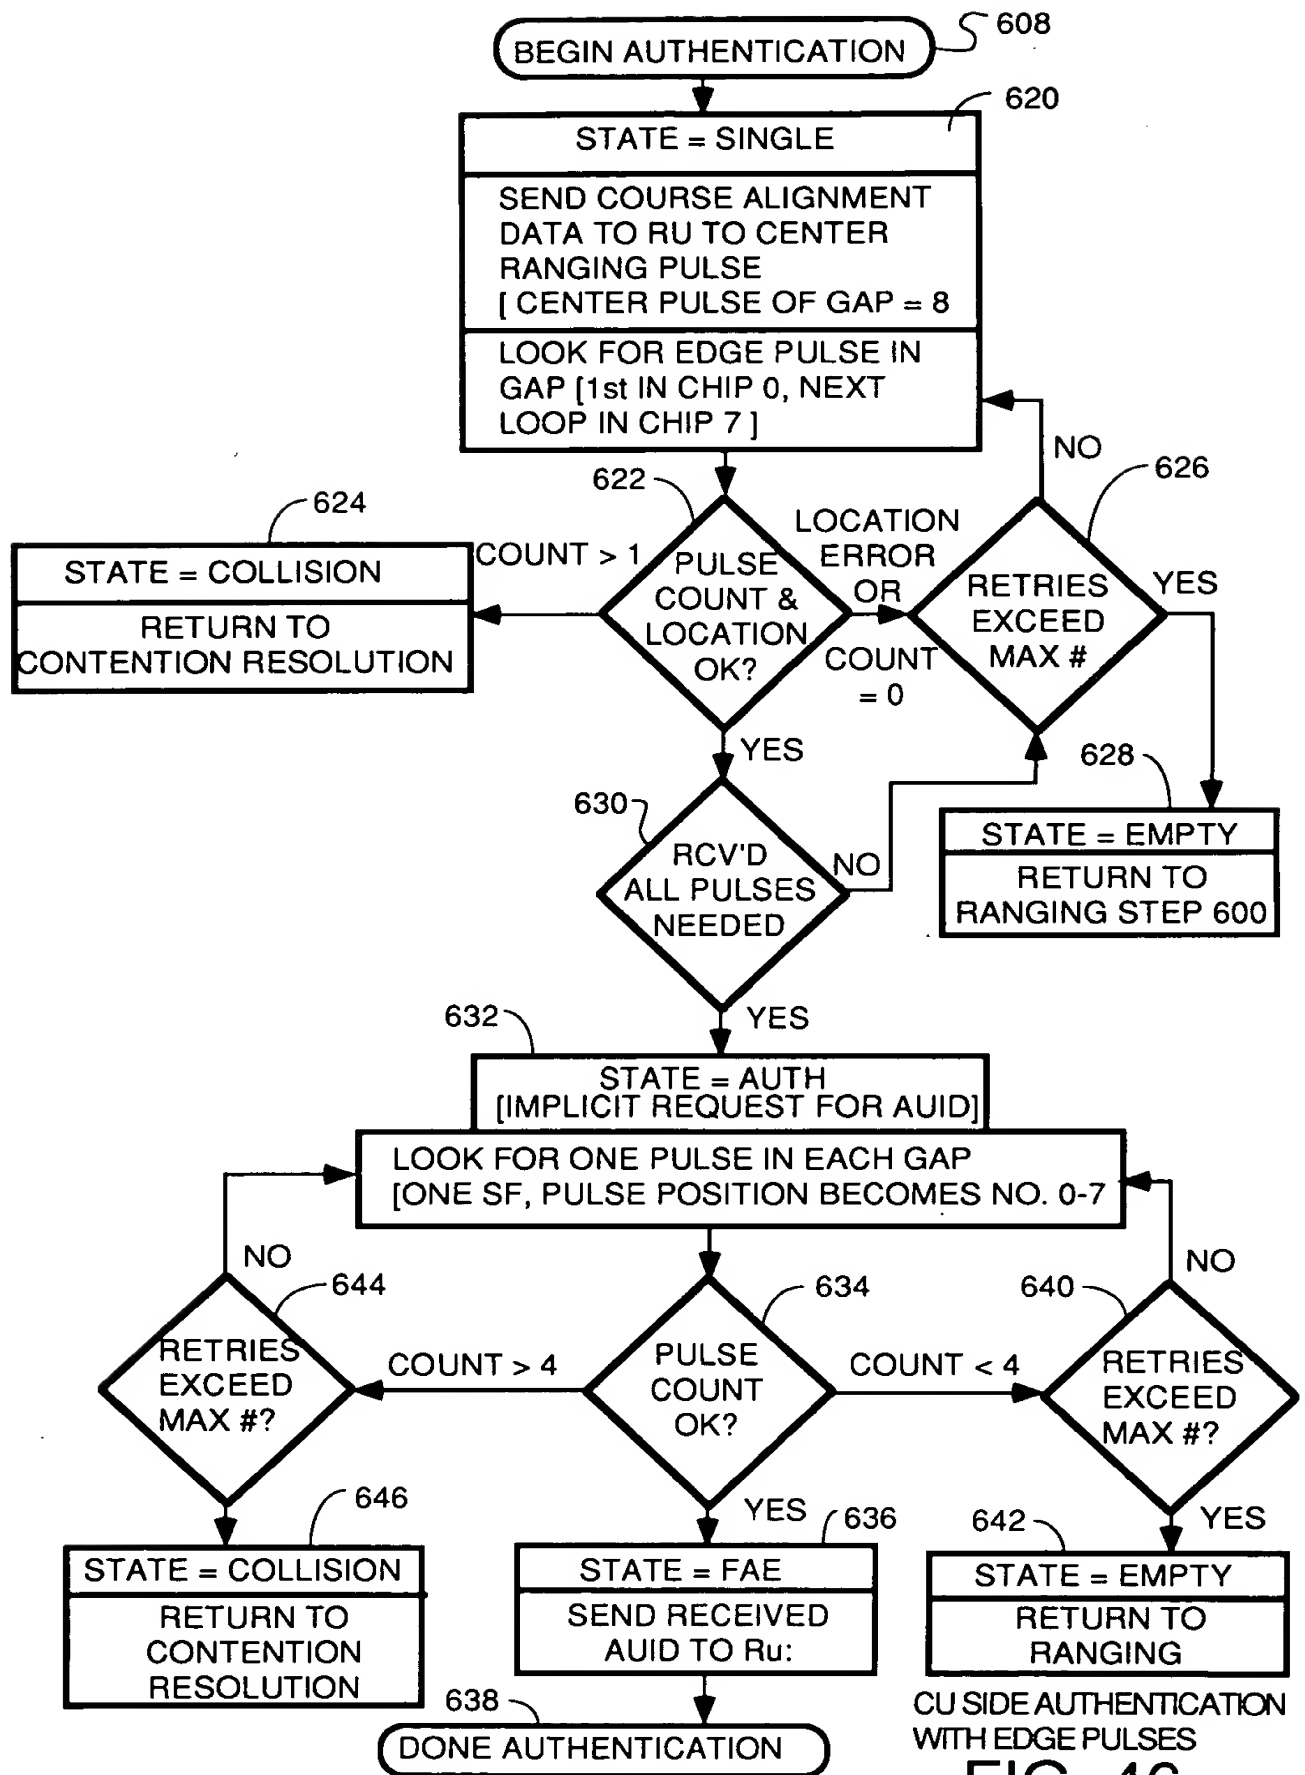 BEGIN AUTHENTICATION
608
620
STATE = SINGLE
SEND COURSE ALIGNMENT
DATA TO RU TO CENTER
RANGING PULSE
[ CENTER PULSE OF GAP = 8
LOOK FOR EDGE PULSE IN
GAP [1st IN CHIP 0, NEXT
LOOP IN CHIP 7 ]
NO
622
626
624
STATE = COLLISION
RETURN TO
CONTENTION RESOLUTION
COUNT > 1
PULSE
COUNT &
LOCATION
OK?
LOCATION
ERROR
OR
COUNT
= 0
RETRIES
EXCEED
MAX #
YES
YES
628
STATE = EMPTY
RETURN TO
RANGING STEP 600
630
RCV'D
ALL PULSES
NEEDED
NO
YES
632
STATE = AUTH
[IMPLICIT REQUEST FOR AUID]
LOOK FOR ONE PULSE IN EACH GAP
[ONE SF, PULSE POSITION BECOMES NO. 0-7
NO
NO
644
634
640
RETRIES
EXCEED
MAX #?
COUNT > 4
PULSE
COUNT
OK?
COUNT < 4
RETRIES
EXCEED
MAX #?
646
YES
636
642
YES
STATE = COLLISION
RETURN TO
CONTENTION
RESOLUTION
STATE = FAE
SEND RECEIVED
AUID TO Ru:
STATE = EMPTY
RETURN TO
RANGING
638
DONE AUTHENTICATION
CU SIDE AUTHENTICATION
WITH EDGE PULSES
FIG.